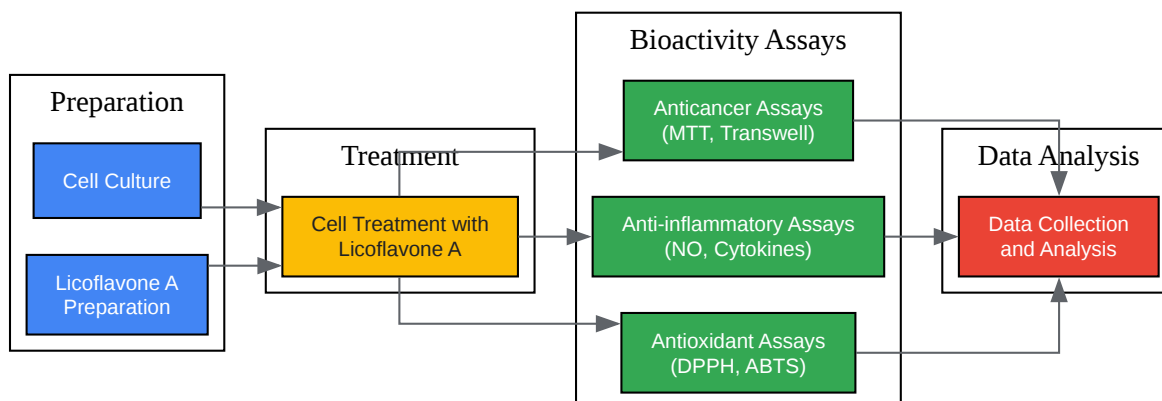 Preparation
Cell Culture
Licoflavone A
Preparation
Treatment
Cell Treatment with
Licoflavone A
Bioactivity Assays
Anticancer Assays
(MTT, Transwell)
Anti-inflammatory Assays
(NO, Cytokines)
Antioxidant Assays
(DPPH, ABTS)
Data Analysis
Data Collection
and Analysis